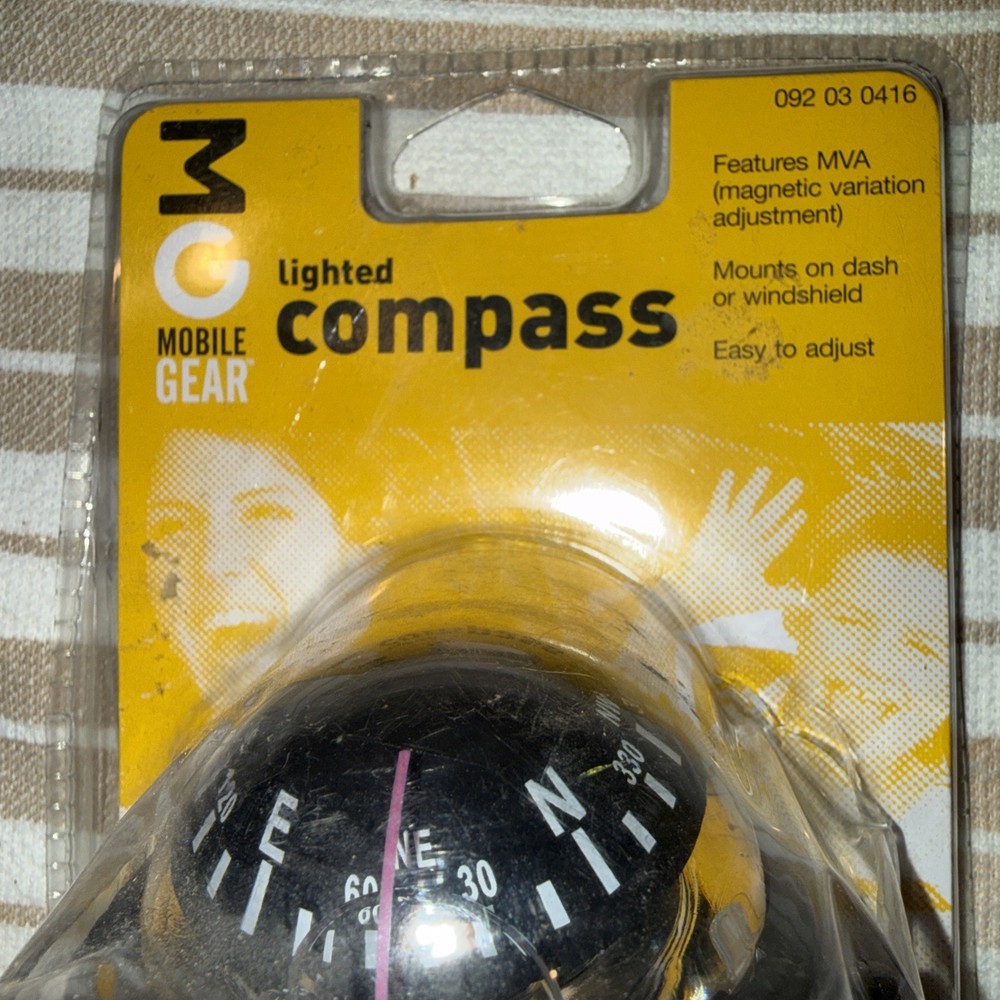 092 03 0416
MG
MOBILE
GEAR
lighted
compass
Features MVA
(magnetic variation
adjustment)
Mounts on dash
or windshield
Easy to adjust
E
NE
N
330
60
30